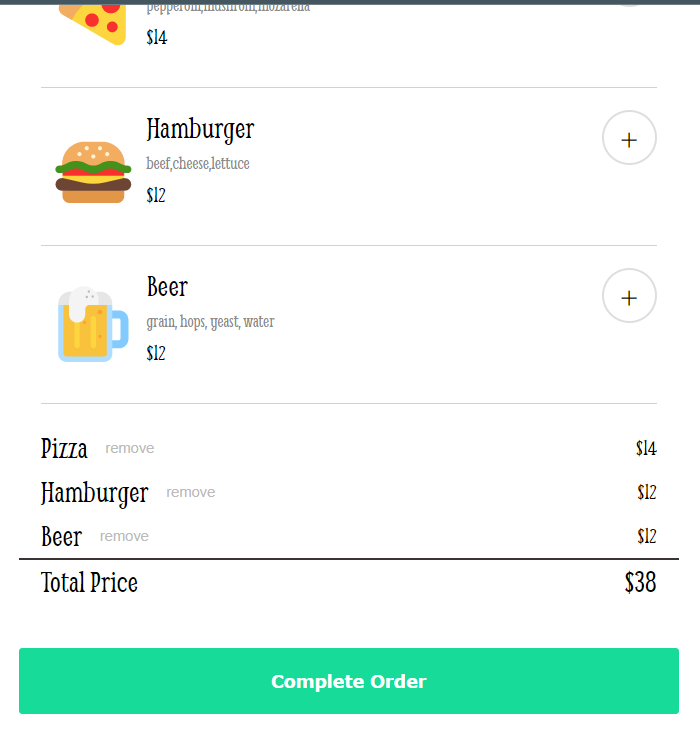 pepperoni,mushrom,mozarella
$14
Hamburger
beef,cheese,lettuce
$12
+
Beer
grain, hops, yeast, water
$12
+
Pizza remove $14
Hamburger remove $12
Beer remove $12
Total Price $38
Complete Order